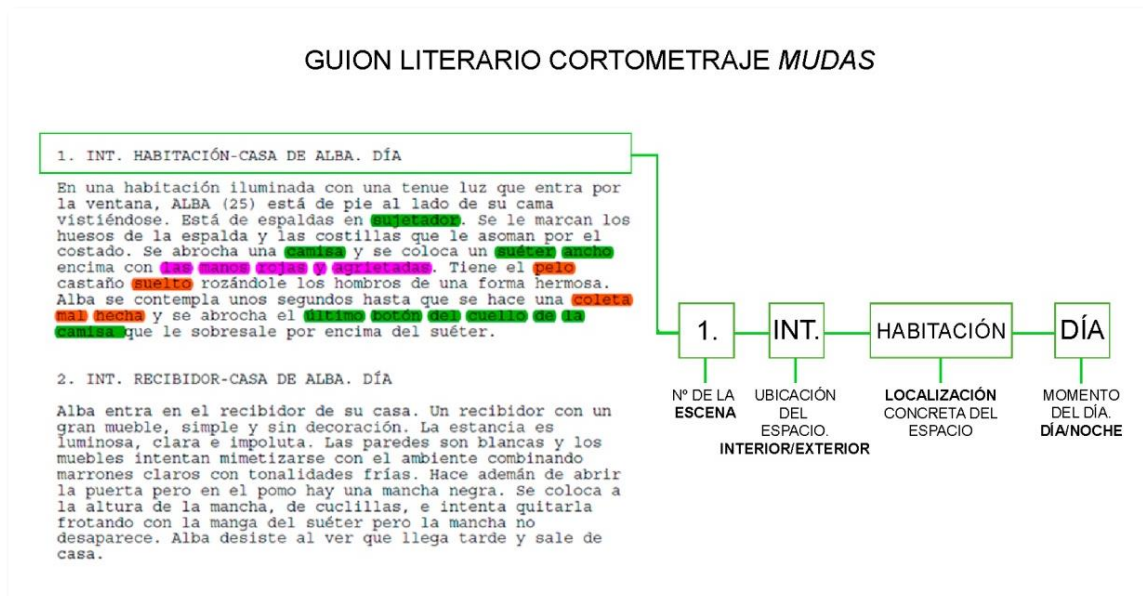 GUION LITERARIO CORTOMETRAJE MUDAS
1. INT. HABITACIÓN-CASA DE ALBA. DÍA
En una habitación iluminada con una tenue luz que entra por
la ventana, ALBA (25) está de pie al lado de su cama
vistiéndose. Está de espaldas en sujetador. Se le marcan los
huesos de la espalda y las costillas que le asoman por el
costado. Se abrocha una camisa y se coloca un suéter ancho
encima con las manos rojas y agrietadas. Tiene el pelo
castaño suelto rozándole los hombros de una forma hermosa.
Alba se contempla unos segundos hasta que se hace una coleta
mal hecha y se abrocha el último botón del cuello de la
camisa que le sobresale por encima del suéter.
2. INT. RECIBIDOR-CASA DE ALBA. DÍA
Alba entra en el recibidor de su casa. Un recibidor con un
gran mueble, simple y sin decoración. La estancia es
luminosa, clara e impoluta. Las paredes son blancas y los
muebles intentan mimetizarse con el ambiente combinando
marrones claros con tonalidades frías. Hace ademán de abrir
la puerta pero en el pomo hay una mancha negra. Se coloca a
la altura de la mancha, de cuclillas, e intenta quitarla
frotando con la manga del suéter pero la mancha no
desaparece. Alba desiste al ver que llega tarde y sale de
casa.
1.
Nº DE LA
ESCENA
INT.
UBICACIÓN
DEL
ESPACIO.
INTERIOR/EXTERIOR
HABITACIÓN
LOCALIZACIÓN
CONCRETA DEL
ESPACIO
DÍA
MOMENTO
DEL DÍA.
DÍA/NOCHE